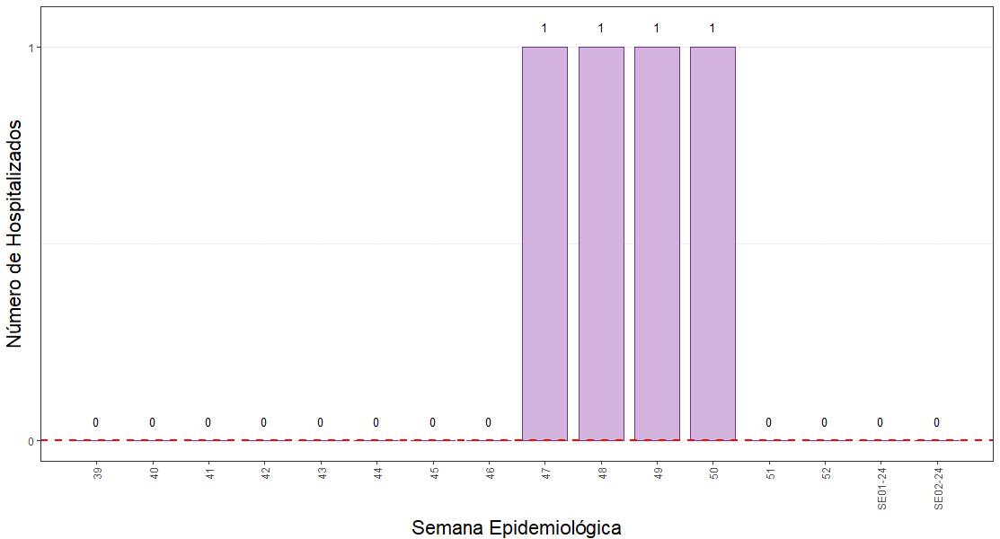 Número de Hospitalizados
1
0
0 0 0 0 0 0 0 0 1 1 1 1 0 0 0 0
39 40 41 42 43 44 45 46 47 48 49 50 51 52 SE01-24 SE02-24
Semana Epidemiológica